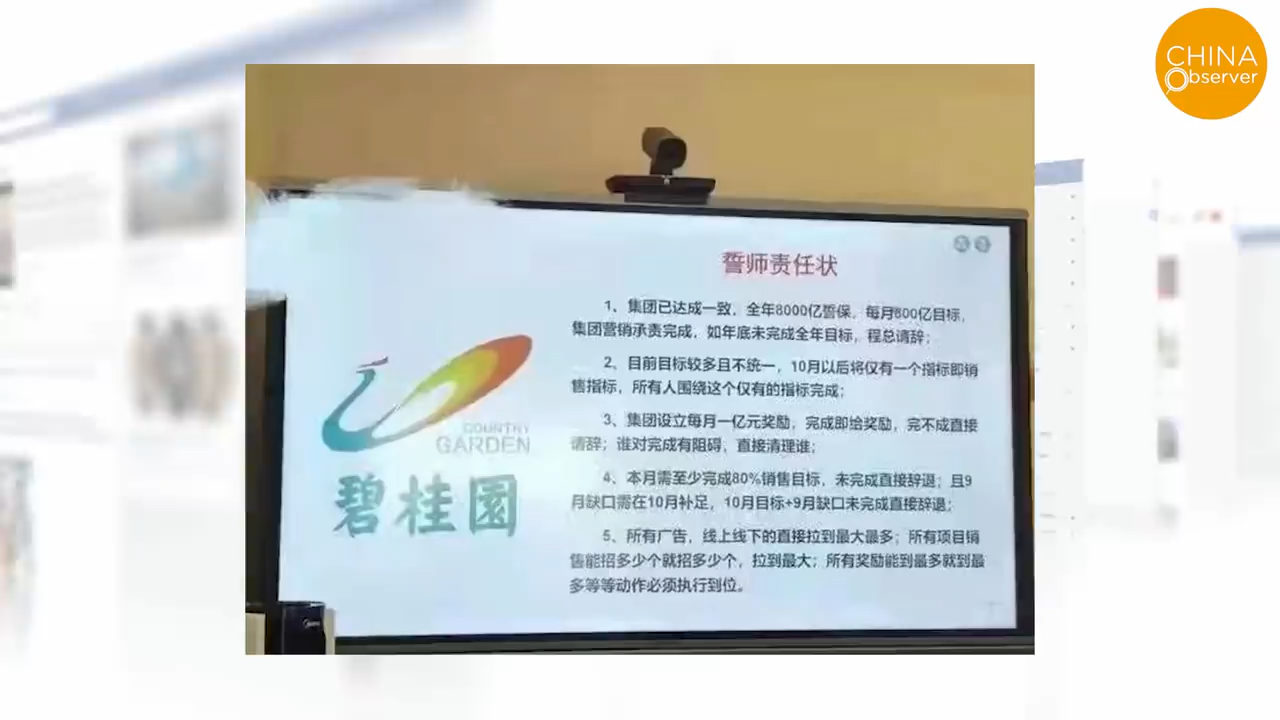 CHINA
Observer
誓师责任状
1、集团已达成一致，全年8000亿誓保，每月800亿目标，
集团营销承责完成，如年底未完成全年目标，程总请辞；
2、目前目标较多且不统一，10月以后将仅有一个指标即销
售指标，所有人围绕这个仅有的指标完成；
3、集团设立每月一亿元奖励，完成即给奖励，完不成直接
请辞；谁对完成有阻碍，直接清理谁；
4、本月需至少完成80%销售目标，未完成直接辞退；且9
月缺口需在10月补足，10月目标+9月缺口未完成直接辞退；
5、所有广告，线上线下的直接拉到最大最多；所有项目销
售能招多少个就招多少个，拉到最大；所有奖励能到最多就到最
多等等动作必须执行到位。
COUNTRY
GARDEN
碧桂園